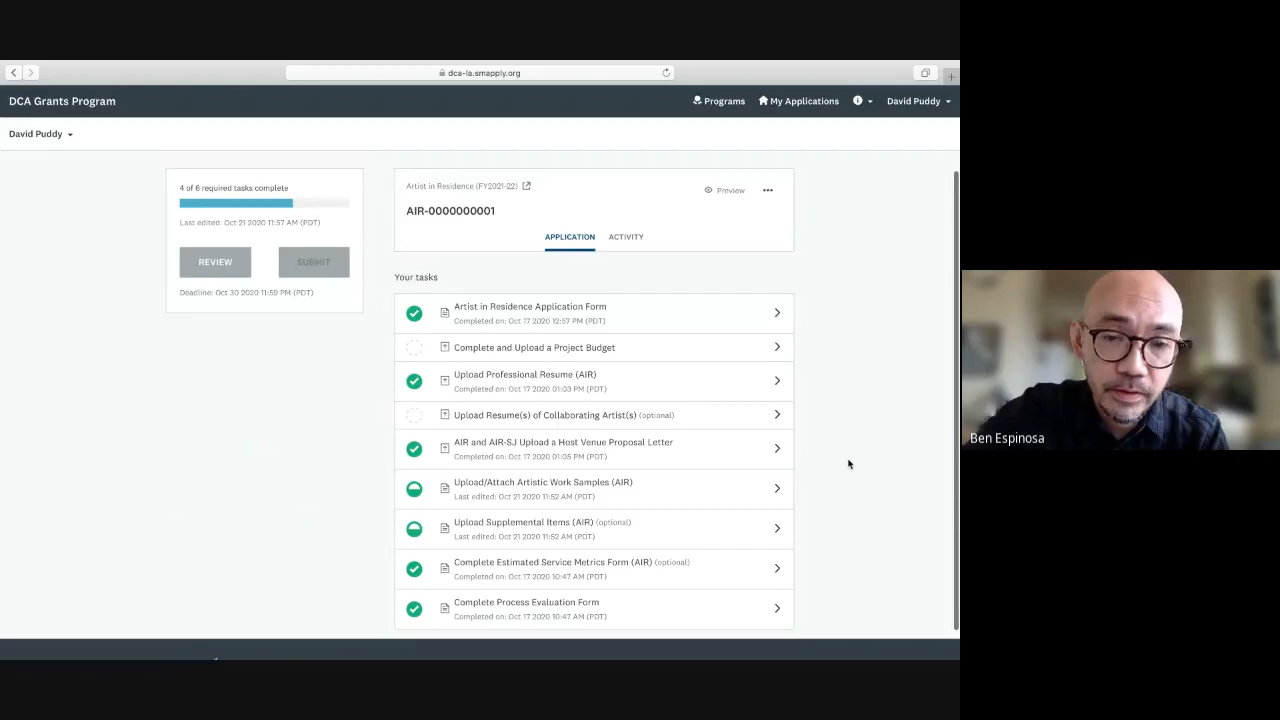 dca-la.smapply.org
DCA Grants Program
Programs
My Applications
David Puddy
David Puddy
4 of 6 required tasks complete
Last edited: Oct 21 2020 11:57 AM (PDT)
REVIEW
SUBMIT
Deadline: Oct 30 2020 11:59 PM (PDT)
Artist in Residence (FY2021-22)
Preview
AIR-0000000001
APPLICATION
ACTIVITY
Your tasks
Artist in Residence Application Form
Completed on: Oct 17 2020 12:57 PM (PDT)
Complete and Upload a Project Budget
Upload Professional Resume (AIR)
Completed on: Oct 17 2020 01:03 PM (PDT)
Upload Resume(s) of Collaborating Artist(s) (optional)
AIR and AIR-SJ Upload a Host Venue Proposal Letter
Completed on: Oct 17 2020 01:05 PM (PDT)
Upload/Attach Artistic Work Samples (AIR)
Last edited: Oct 21 2020 11:52 AM (PDT)
Upload Supplemental Items (AIR) (optional)
Last edited: Oct 21 2020 11:52 AM (PDT)
Complete Estimated Service Metrics Form (AIR) (optional)
Completed on: Oct 17 2020 10:47 AM (PDT)
Complete Process Evaluation Form
Completed on: Oct 17 2020 10:47 AM (PDT)
Ben Espinosa